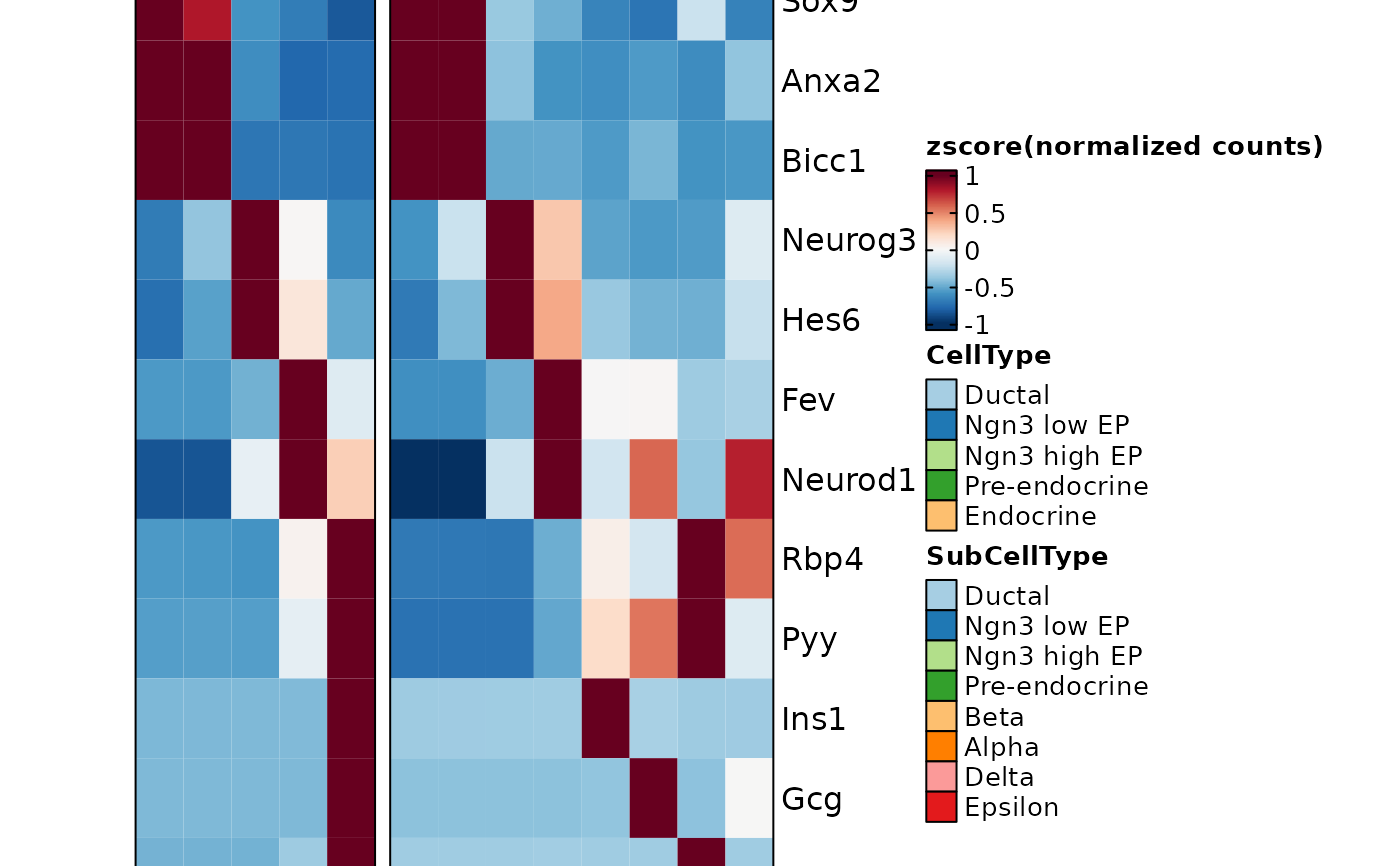 Sox9
Anxa2
Bicc1
Neurog3
Hes6
Fev
Neurod1
Rbp4
Pyy
Ins1
Gcg
zscore(normalized counts)
1
0.5
0
-0.5
-1
CellType
Ductal
Ngn3 low EP
Ngn3 high EP
Pre-endocrine
Endocrine
SubCellType
Ductal
Ngn3 low EP
Ngn3 high EP
Pre-endocrine
Beta
Alpha
Delta
Epsilon